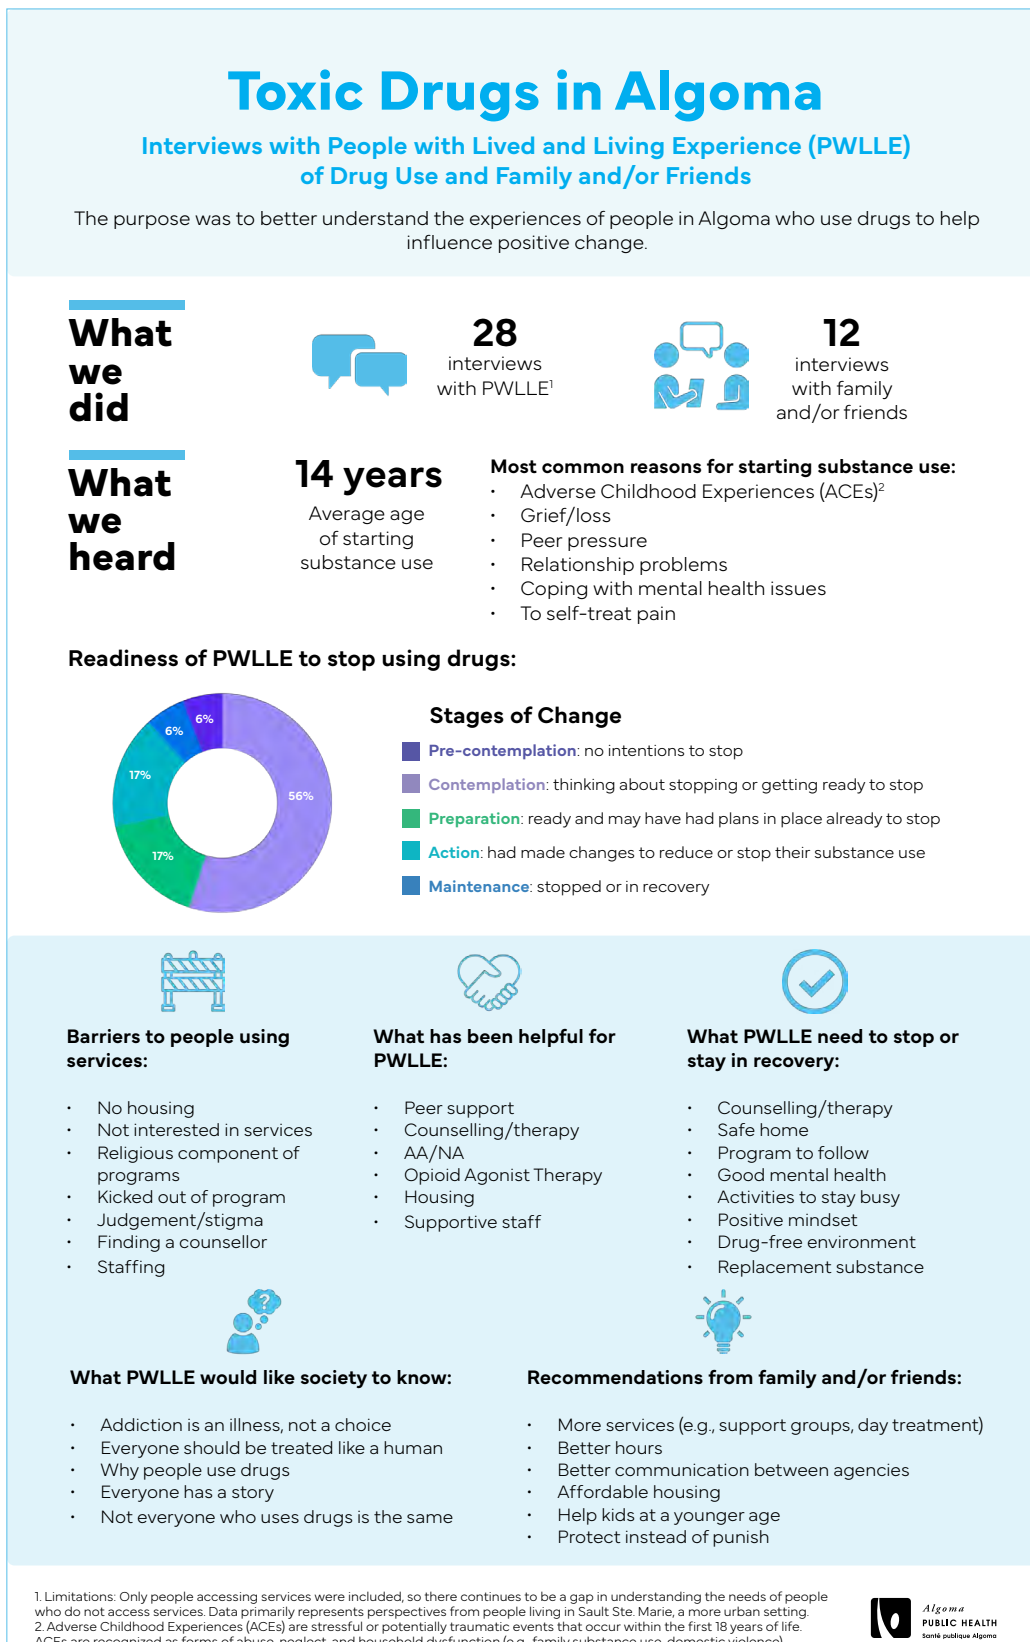 Toxic Drugs in Algoma
Interviews with People with Lived and Living Experience (PWLLE)
of Drug Use and Family and/or Friends
The purpose was to better understand the experiences of people in Algoma who use drugs to help
influence positive change.
What
we
did
28
interviews
with PWLLE1
12
interviews
with family
and/or friends
What
we
heard
14 years
Average age
of starting
substance use
Most common reasons for starting substance use:
• Adverse Childhood Experiences (ACEs)2
• Grief/loss
• Peer pressure
• Relationship problems
• Coping with mental health issues
• To self-treat pain
Readiness of PWLLE to stop using drugs:
6%
6%
17%
56%
17%
Stages of Change
Pre-contemplation: no intentions to stop
Contemplation: thinking about stopping or getting ready to stop
Preparation: ready and may have had plans in place already to stop
Action: had made changes to reduce or stop their substance use
Maintenance: stopped or in recovery
Barriers to people using
services:
• No housing
• Not interested in services
• Religious component of
programs
• Kicked out of program
• Judgement/stigma
• Finding a counsellor
• Staffing
What has been helpful for
PWLLE:
• Peer support
• Counselling/therapy
• AA/NA
• Opioid Agonist Therapy
• Housing
• Supportive staff
What PWLLE need to stop or
stay in recovery:
• Counselling/therapy
• Safe home
• Program to follow
• Good mental health
• Activities to stay busy
• Positive mindset
• Drug-free environment
• Replacement substance
?
What PWLLE would like society to know:
• Addiction is an illness, not a choice
• Everyone should be treated like a human
• Why people use drugs
• Everyone has a story
• Not everyone who uses drugs is the same
Recommendations from family and/or friends:
• More services (e.g., support groups, day treatment)
• Better hours
• Better communication between agencies
• Affordable housing
• Help kids at a younger age
• Protect instead of punish
1. Limitations: Only people accessing services were included, so there continues to be a gap in understanding the needs of people
who do not access services. Data primarily represents perspectives from people living in Sault Ste. Marie, a more urban setting.
2. Adverse Childhood Experiences (ACEs) are stressful or potentially traumatic events that occur within the first 18 years of life.
ACEs are recognized as forms of abuse, neglect, and household dysfunction (e.g., family substance use, domestic violence).
Algoma
PUBLIC HEALTH
Santé publique Algoma